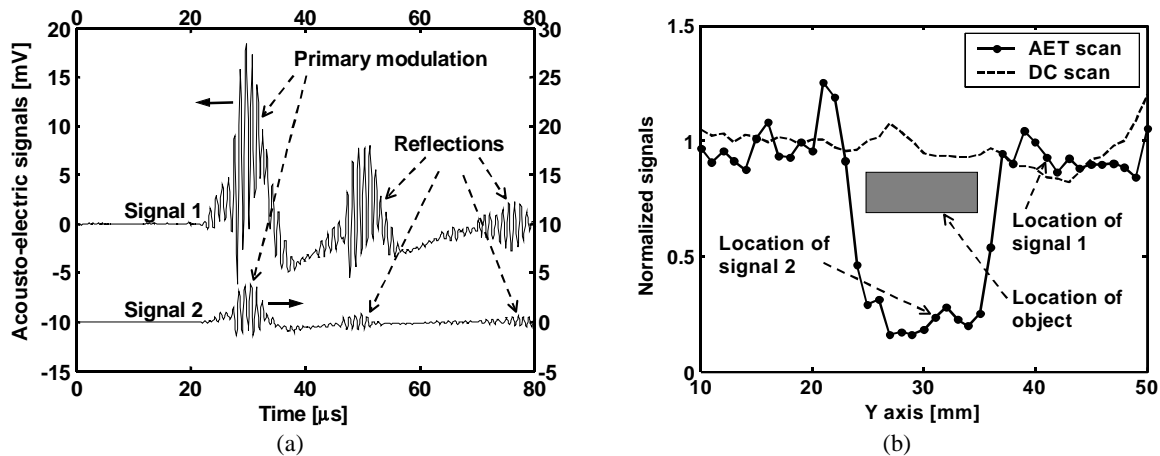 0 20 40 60 80
20 30
15 25
10 20
5 15
0 10
-5 5
-10 0
-15 -5
0 20 40 60 80
Acousto-electric signals [mV]
Time [μs]
Primary modulation
Reflections
Signal 1
Signal 2
(a)
1.5
1
0.5
0
10 20 30 40 50
Normalized signals
Y axis [mm]
AET scan
DC scan
Location of
signal 2
Location of
signal 1
Location of
object
(b)